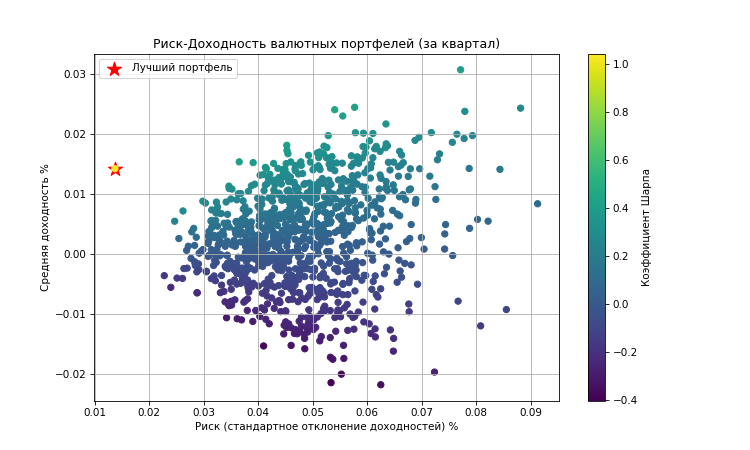 Риск-Доходность валютных портфелей (за квартал)
Лучший портфель
Средняя доходность %
0.03
0.02
0.01
0.00
−0.01
−0.02
0.01 0.02 0.03 0.04 0.05 0.06 0.07 0.08 0.09
Риск (стандартное отклонение доходностей) %
1.0
0.8
0.6
0.4
0.2
0.0
−0.2
−0.4
Коэффициент Шарпа